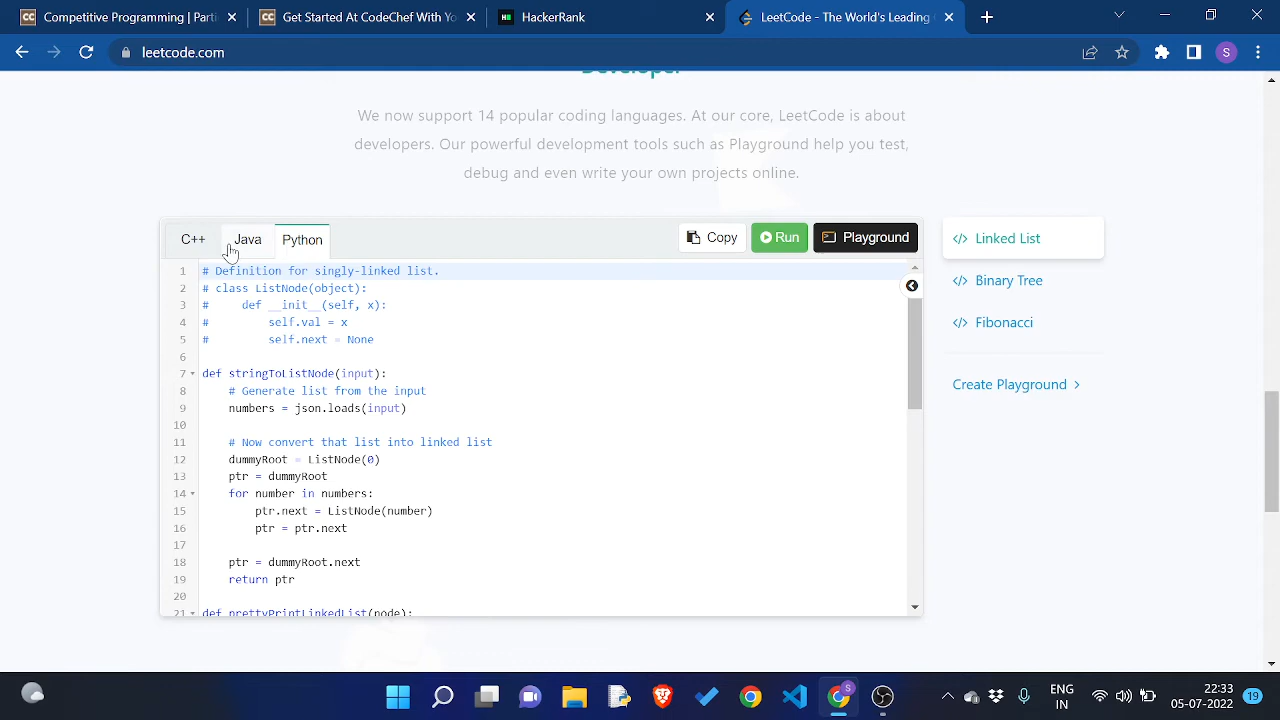 Competitive Programming | Parti
Get Started At CodeChef With Yo
HackerRank
LeetCode - The World's Leading
leetcode.com
S
Developer
We now support 14 popular coding languages. At our core, LeetCode is about
developers. Our powerful development tools such as Playground help you test,
debug and even write your own projects online.
C++ Java Python Copy Run Playground
Linked List
Binary Tree
Fibonacci
Create Playground
1 # Definition for singly-linked list.
2 # class ListNode(object):
3 #     def __init__(self, x):
4 #         self.val = x
5 #         self.next = None
6
7 def stringToListNode(input):
8     # Generate list from the input
9     numbers = json.loads(input)
10
11     # Now convert that list into linked list
12     dummyRoot = ListNode(0)
13     ptr = dummyRoot
14     for number in numbers:
15         ptr.next = ListNode(number)
16         ptr = ptr.next
17
18     ptr = dummyRoot.next
19     return ptr
20
21 def prettyPrintLinkedList(node):
ENG
IN
22:33
05-07-2022
19